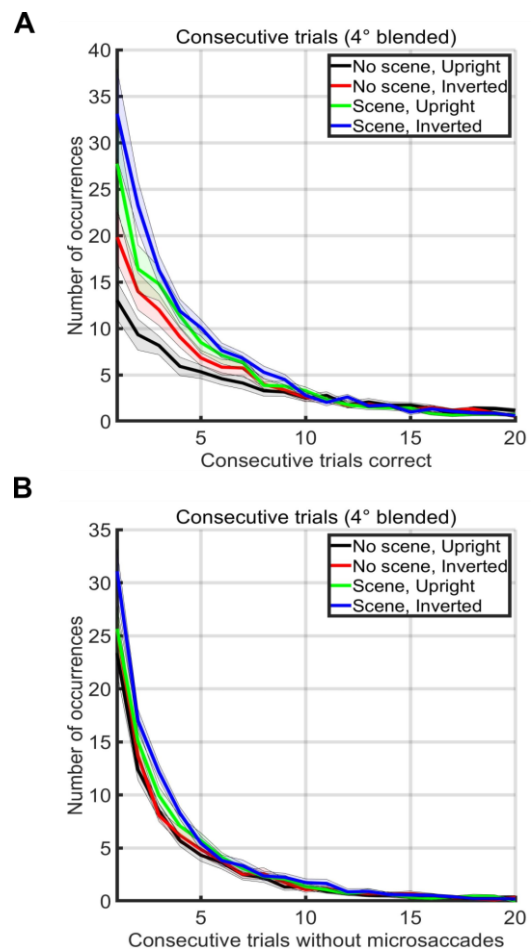 A
Consecutive trials (4° blended)
No scene, Upright
No scene, Inverted
Scene, Upright
Scene, Inverted
Number of occurrences
40
35
30
25
20
15
10
5
0
5 10 15 20
Consecutive trials correct
B
Consecutive trials (4° blended)
No scene, Upright
No scene, Inverted
Scene, Upright
Scene, Inverted
Number of occurrences
35
30
25
20
15
10
5
0
5 10 15 20
Consecutive trials without microsaccades